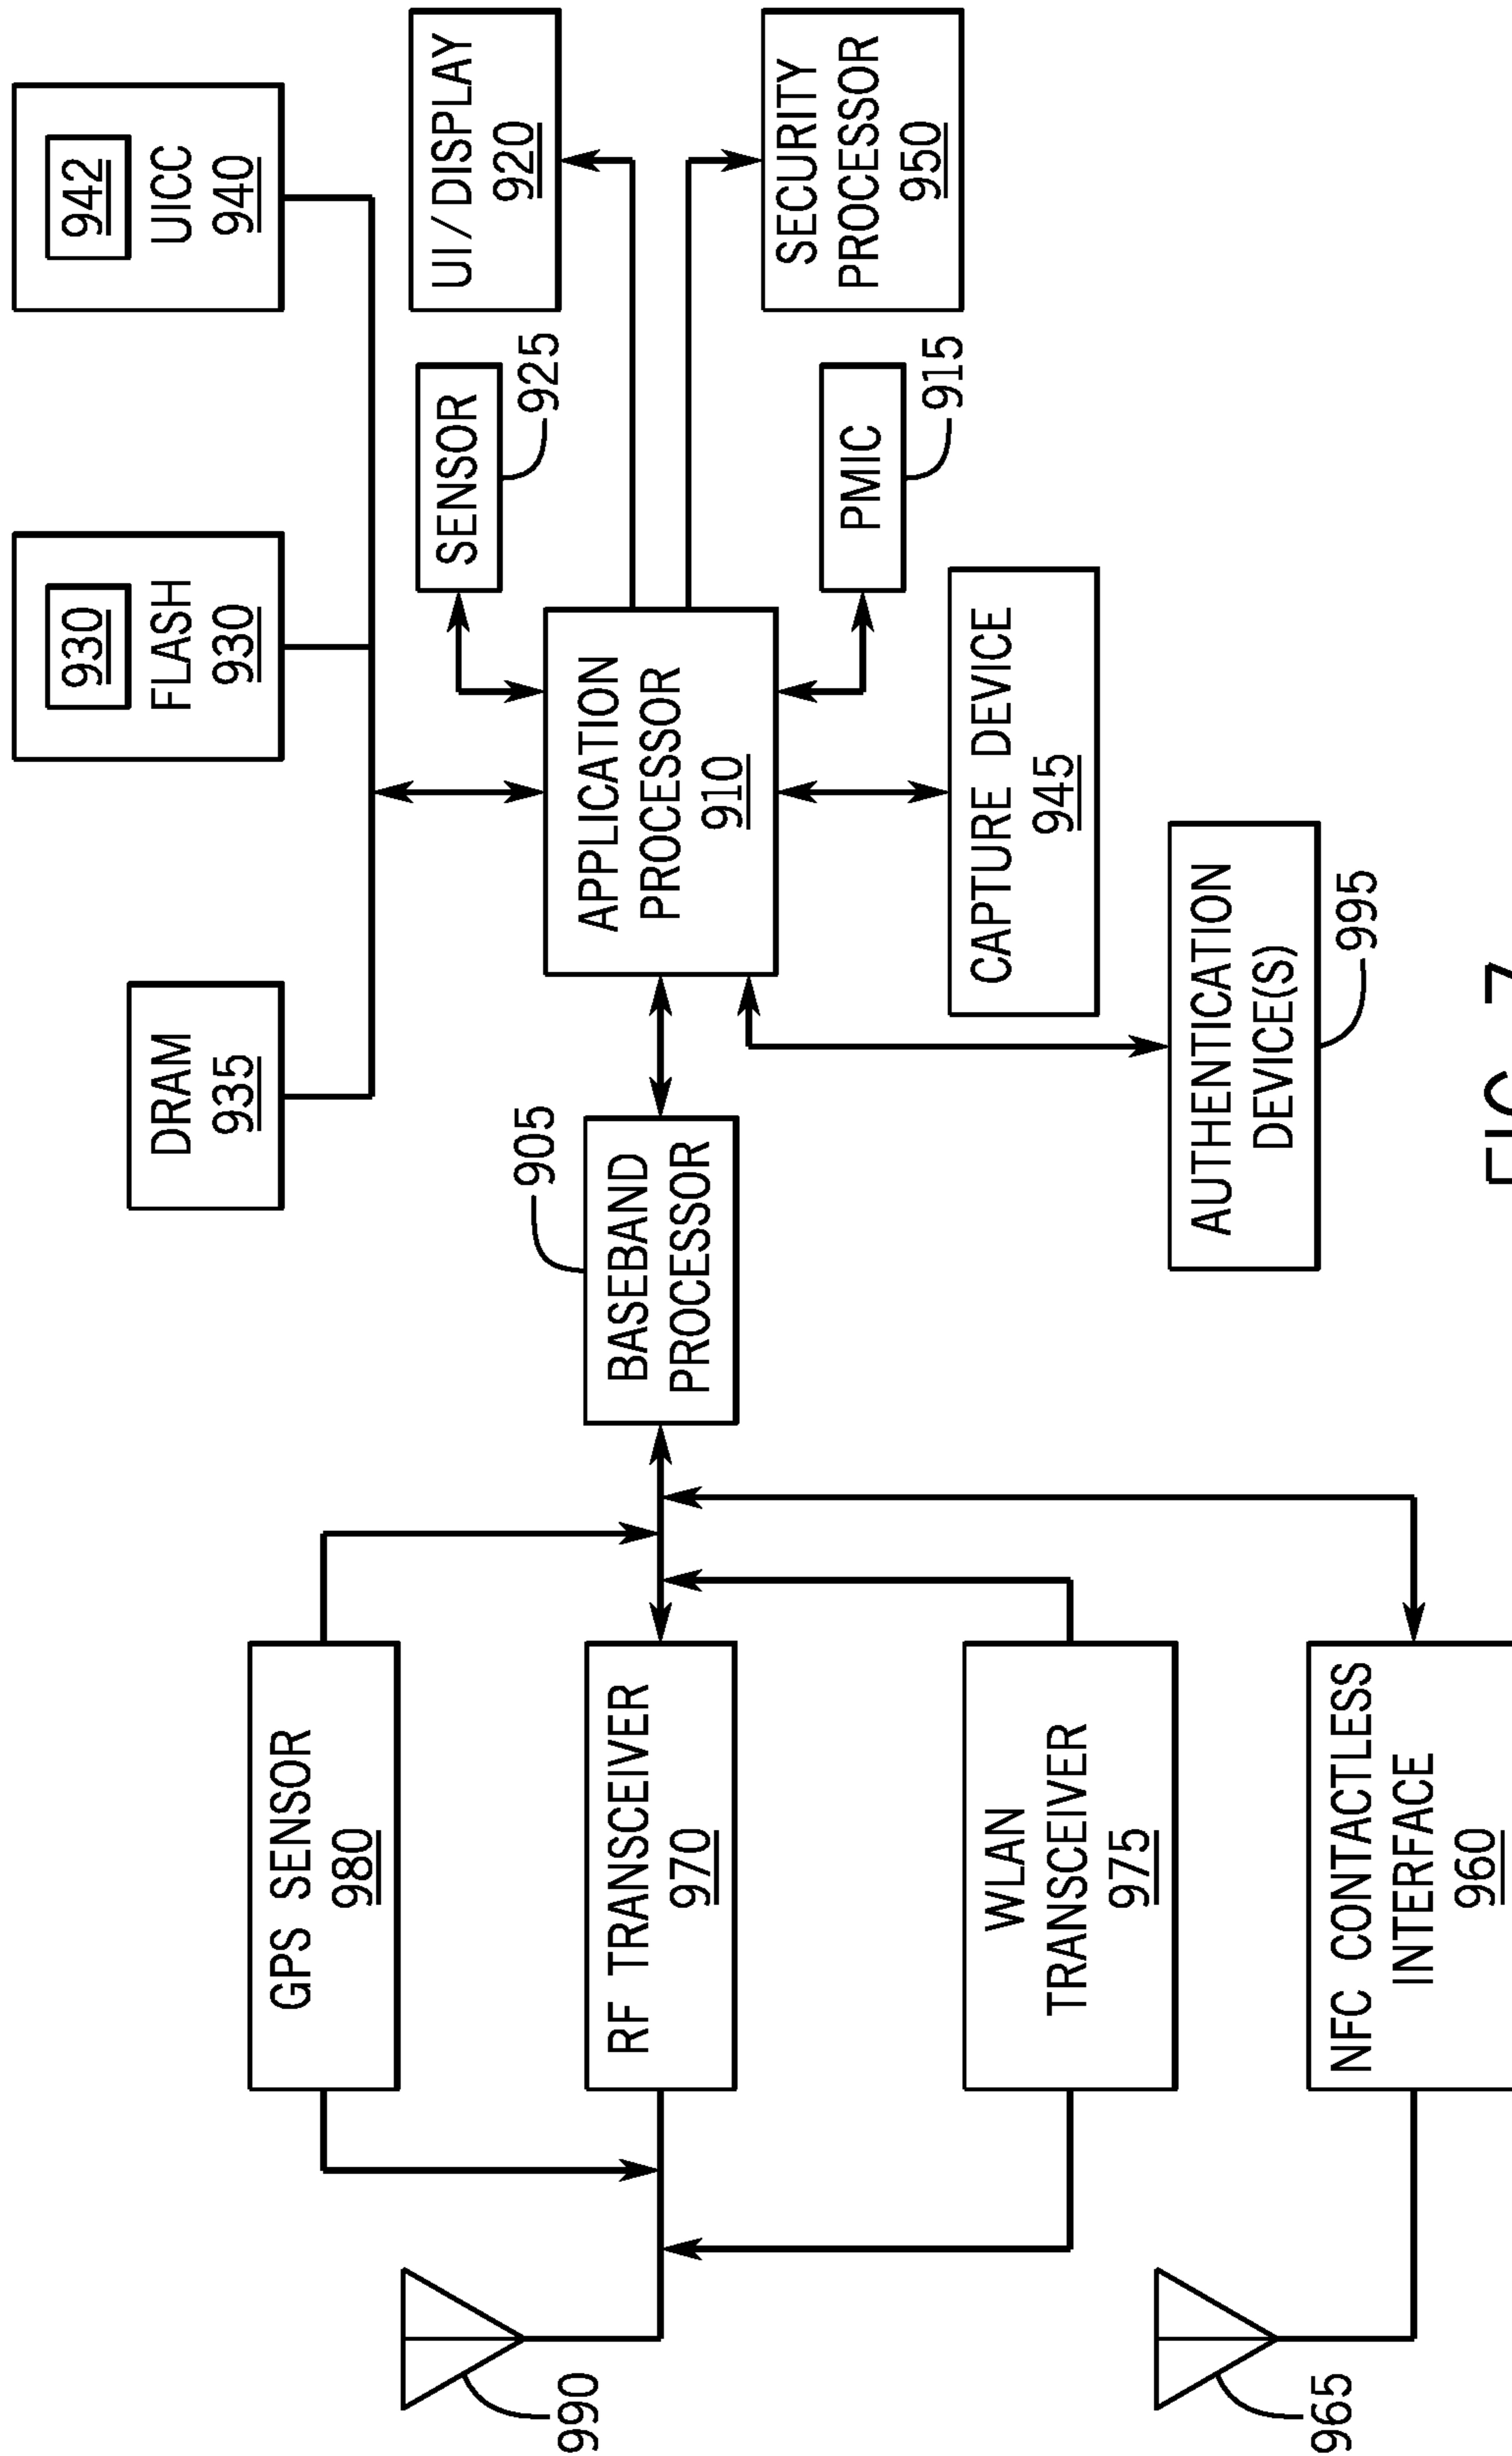 942
UICC
940
930
FLASH
930
DRAM
935
UI/DISPLAY
920
SENSOR
925
SECURITY
PROCESSOR
950
PMIC
915
APPLICATION
PROCESSOR
910
CAPTURE DEVICE
945
AUTHENTICATION
DEVICE(S)
995
905
BASEBAND
PROCESSOR
GPS SENSOR
980
RF TRANSCEIVER
970
WLAN
TRANSCEIVER
975
NFC CONTACTLESS
INTERFACE
960
990
965